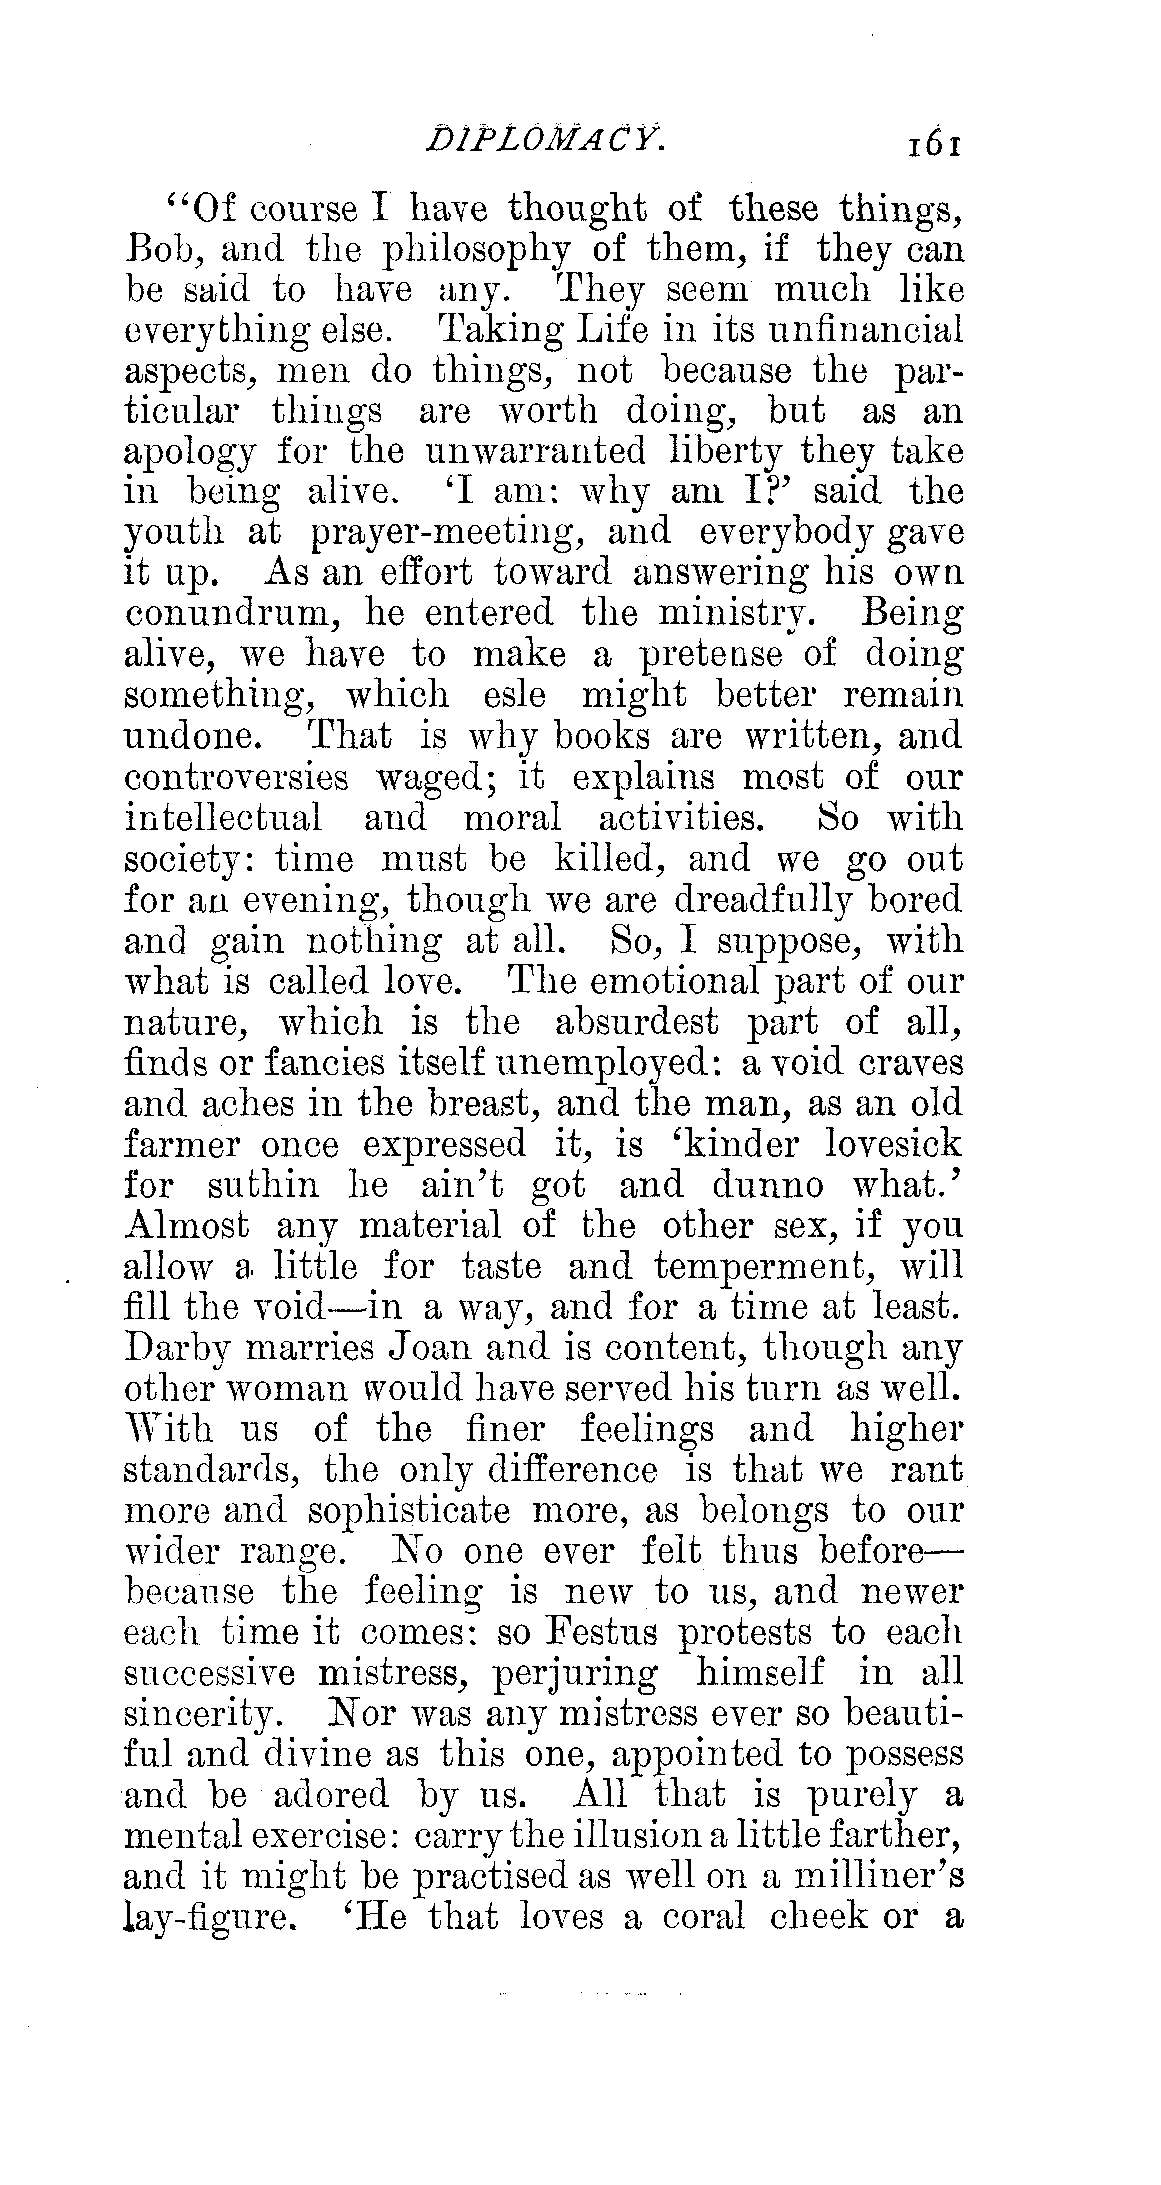 DIPLOMACY. 161
“Of course I have thought of these things,
Bob, and the philosophy of them, if they can
be said to have any. They seem much like
everything else. Taking Life in its unfinancial
aspects, men do things, not because the par-
ticular things are worth doing, but as an
apology for the unwarranted liberty they take
in being alive. ‘I am: why am I?’ said the
youth at prayer-meeting, and everybody gave
it up. As an effort toward answering his own
conundrum, he entered the ministry. Being
alive, we have to make a pretense of doing
something, which esle might better remain
undone. That is why books are written, and
controversies waged; it explains most of our
intellectual and moral activities. So with
society: time must be killed, and we go out
for an evening, though we are dreadfully bored
and gain nothing at all. So, I suppose, with
what is called love. The emotional part of our
nature, which is the absurdest part of all,
finds or fancies itself unemployed: a void craves
and aches in the breast, and the man, as an old
farmer once expressed it, is ‘kinder lovesick
for suthin he ain’t got and dunno what.’
Almost any material of the other sex, if you
allow a little for taste and temperment, will
fill the void—in a way, and for a time at least.
Darby marries Joan and is content, though any
other woman would have served his turn as well.
With us of the finer feelings and higher
standards, the only difference is that we rant
more and sophisticate more, as belongs to our
wider range. No one ever felt thus before—
because the feeling is new to us, and newer
each time it comes: so Festus protests to each
successive mistress, perjuring himself in all
sincerity. Nor was any mistress ever so beauti-
ful and divine as this one, appointed to possess
and be adored by us. All that is purely a
mental exercise: carry the illusion a little farther,
and it might be practised as well on a milliner’s
lay-figure. ‘He that loves a coral cheek or a